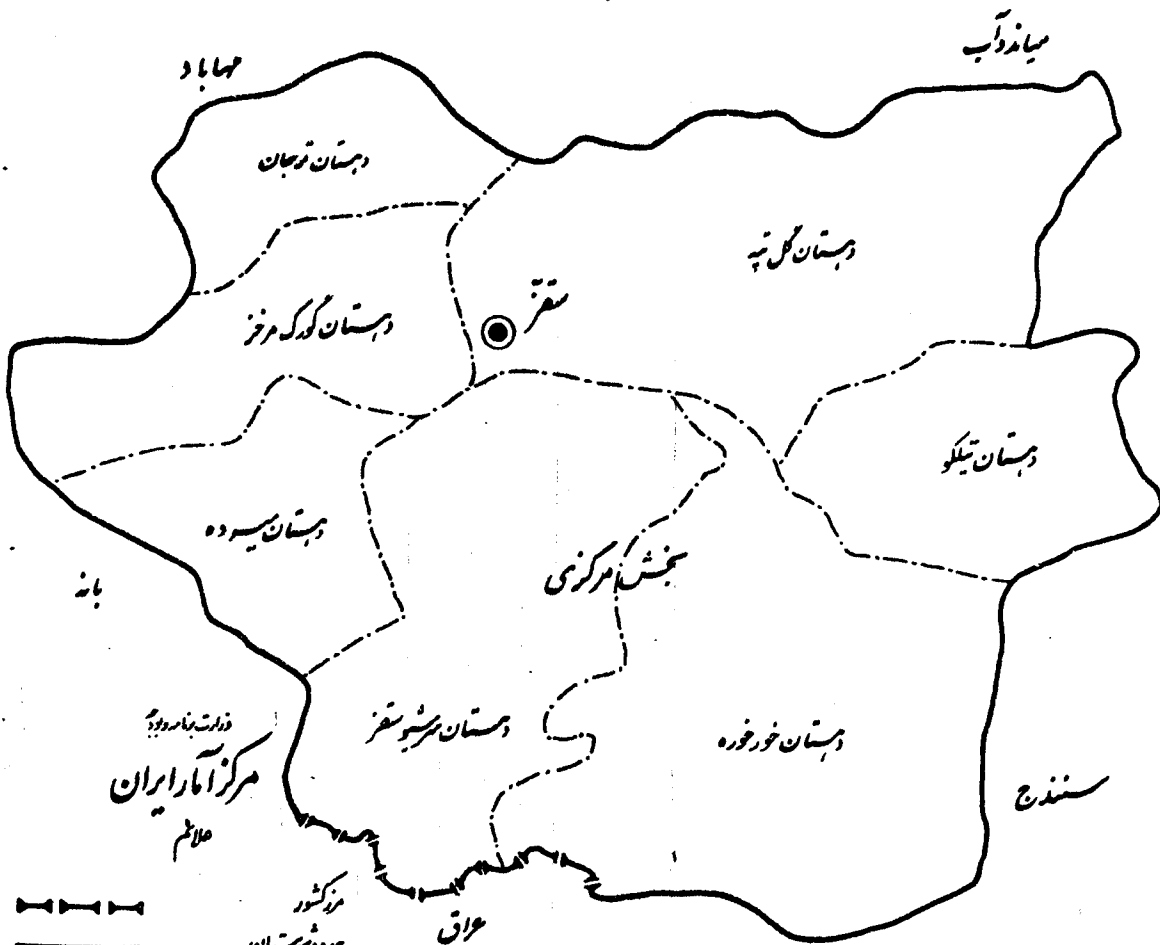 میاندوآب
مهاباد
دهستان ترجان
دهستان گل تپه
سقز
دهستان گورک مرخز
دهستان تیلکو
دهستان میسوده
بخش مرکزی
بانه
دهستان سرشیو سقز
دهستان خورخوره
وزارت برنامه و بودجه
مرکز آمار ایران
علائم
سنندج
مرز کشور
عراق